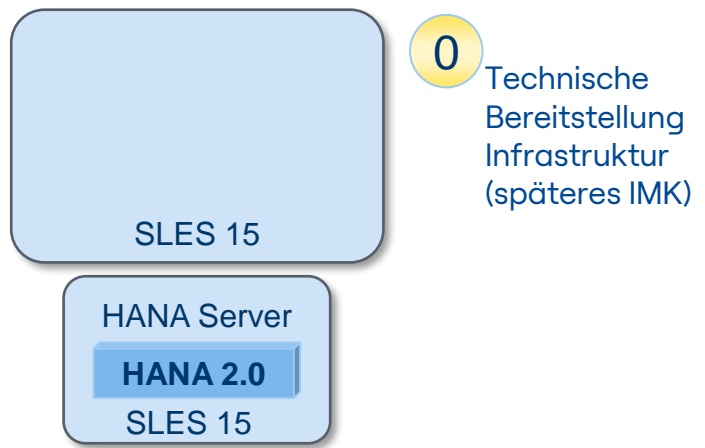 0
Technische
Bereitstellung
Infrastruktur
(späteres IMK)
SLES 15
HANA Server
HANA 2.0
SLES 15